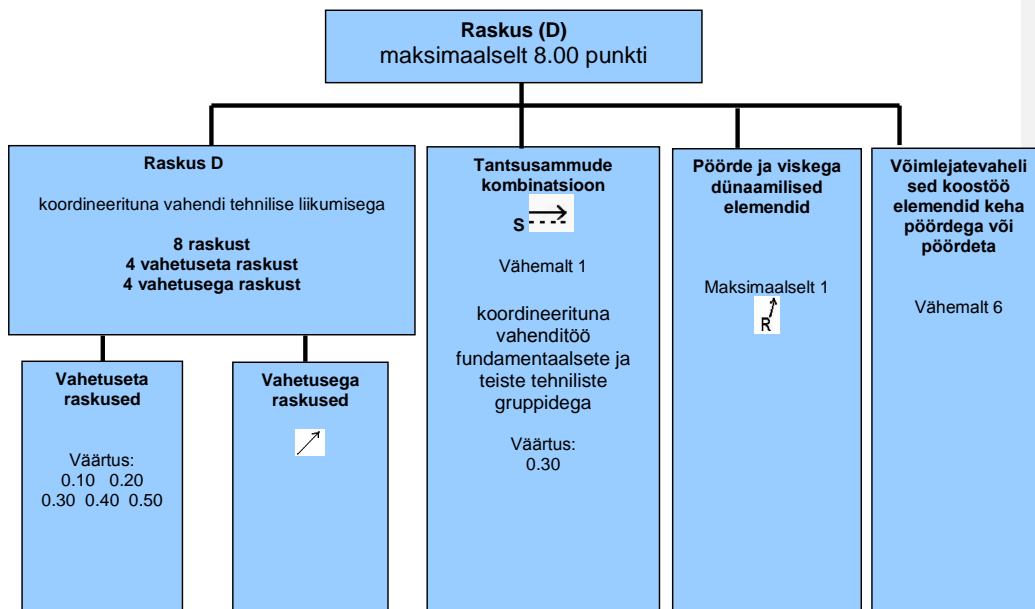 Raskus (D)
maksimaalselt 8.00 punkti
Raskus D
koordineerituna vahendi tehnilise liikumisega
8 raskust
4 vahetuseta raskust
4 vahetusega raskust
Vahetuseta
raskused
Väärtus:
0.10 0.20
0.30 0.40 0.50
Vahetusega
raskused
Tantsusammude
kombinatsioon
S
Vähemalt 1
koordineerituna
vahenditöö
fundamentaalsete ja
teiste tehniliste
gruppidega
Väärtus:
0.30
Pöörde ja viskega
dünaamilised
elemendid
Maksimaalselt 1
R
Võimlejatevaheli
sed koostöö
elemendid keha
pöördega või
pöördeta
Vähemalt 6